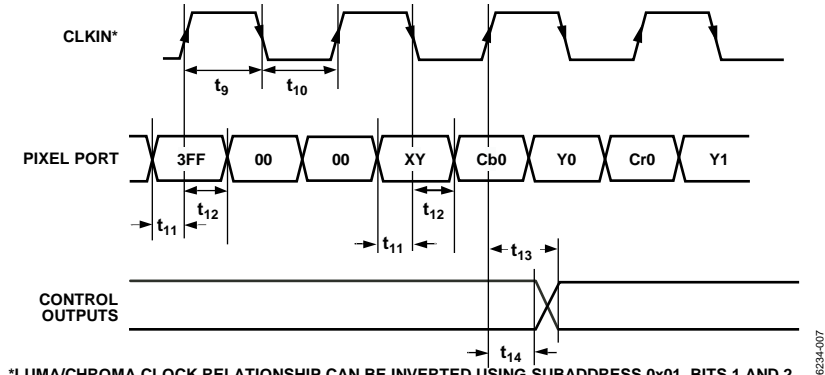 CLKIN*
t9 t10
PIXEL PORT 3FF 00 00 XY Cb0 Y0 Cr0 Y1
t12 t12
t11 t11 t13
CONTROL
OUTPUTS
t14
*LUMA/CHROMA CLOCK RELATIONSHIP CAN BE INVERTED USING SUBADDRESS 0x01, BITS 1 AND 2.
6234-007